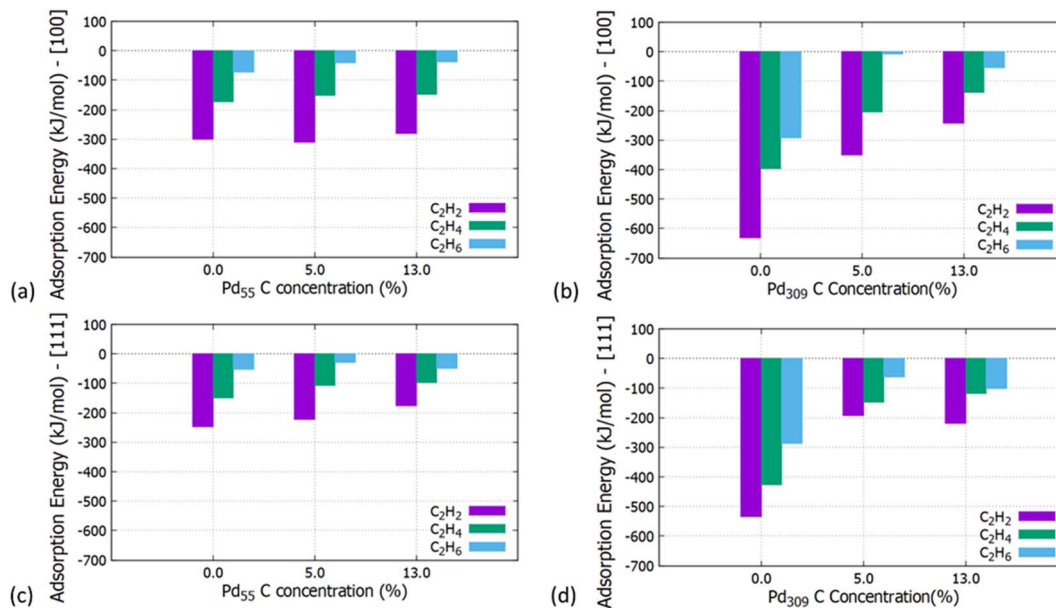 Adsorption Energy (kJ/mol) - [100]
100
0
-100
-200
-300
-400
-500
-600
-700
C₂H₂
C₂H₄
C₂H₆
0.0 5.0 13.0
Pd₅₅ C concentration (%)
(a)
Adsorption Energy (kJ/mol) - [100]
100
0
-100
-200
-300
-400
-500
-600
-700
C₂H₂
C₂H₄
C₂H₆
0.0 5.0 13.0
Pd₃₀₉ C Concentration(%)
(b)
Adsorption Energy (kJ/mol) - [111]
100
0
-100
-200
-300
-400
-500
-600
-700
C₂H₂
C₂H₄
C₂H₆
0.0 5.0 13.0
Pd₅₅ C concentration (%)
(c)
Adsorption Energy (kJ/mol) - [111]
100
0
-100
-200
-300
-400
-500
-600
-700
C₂H₂
C₂H₄
C₂H₆
0.0 5.0 13.0
Pd₃₀₉ C Concentration(%)
(d)